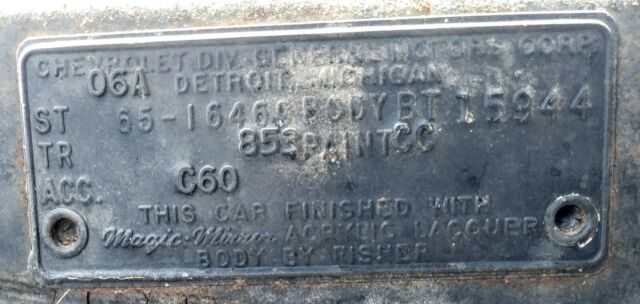 CHEVROLET DIV. GENERAL MOTORS CORP.
06A DETROIT, MICHIGAN
ST 65-16469 BODY BT 15944
TR 853 PAINT CC
ACC. C60
THIS CAR FINISHED WITH
Magic-Mirror ACRYLIC LACQUER
BODY BY FISHER